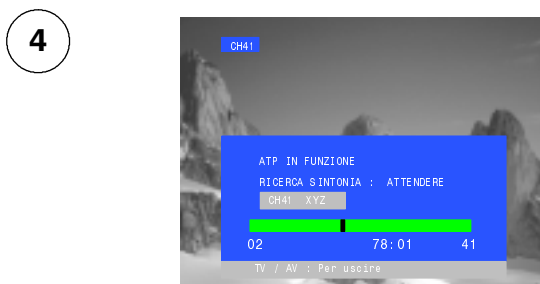 4
CH41
ATP IN FUNZIONE
RICERCA SINTONIA : ATTENDERE
CH41 XYZ
02 78:01 41
TV / AV : Per uscire